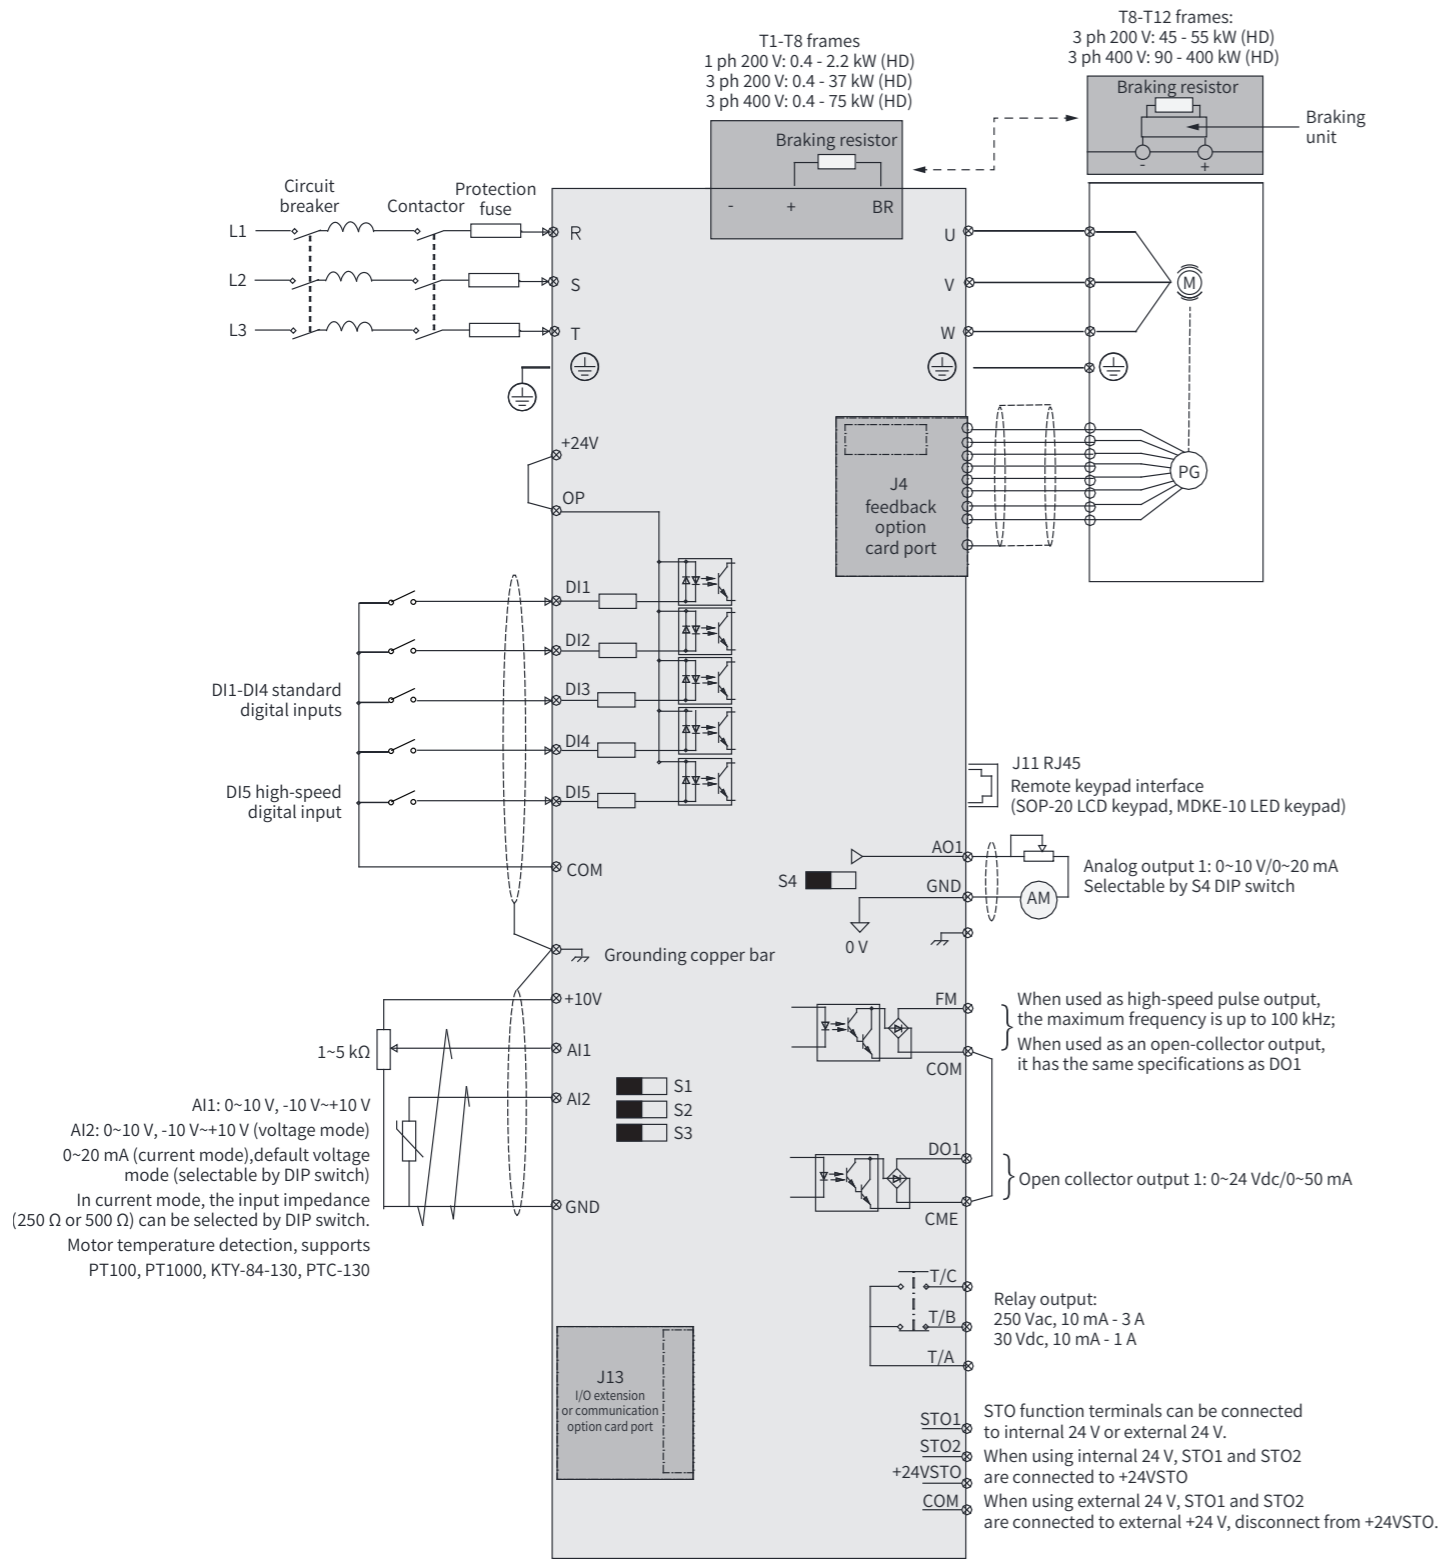 T8-T12 frames:
3 ph 200 V: 45 - 55 kW (HD)
3 ph 400 V: 90 - 400 kW (HD)
Braking resistor
Braking
unit
-
+
T1-T8 frames
1 ph 200 V: 0.4 - 2.2 kW (HD)
3 ph 200 V: 0.4 - 37 kW (HD)
3 ph 400 V: 0.4 - 75 kW (HD)
Braking resistor
-
+
BR
Circuit
breaker
Contactor
Protection
fuse
L1
R
L2
S
L3
T
U
V
W
M
+24V
OP
J4
feedback
option
card port
PG
DI1
DI2
DI3
DI4
DI5
DI1-DI4 standard
digital inputs
DI5 high-speed
digital input
COM
J11 RJ45
Remote keypad interface
(SOP-20 LCD keypad, MDKE-10 LED keypad)
AO1
S4
GND
AM
0 V
Analog output 1: 0~10 V/0~20 mA
Selectable by S4 DIP switch
Grounding copper bar
+10V
1~5 kΩ
AI1
AI2
S1
S2
S3
GND
AI1: 0~10 V, -10 V~+10 V
AI2: 0~10 V, -10 V~+10 V (voltage mode)
0~20 mA (current mode),default voltage
mode (selectable by DIP switch)
In current mode, the input impedance
(250 Ω or 500 Ω) can be selected by DIP switch.
Motor temperature detection, supports
PT100, PT1000, KTY-84-130, PTC-130
FM
COM
When used as high-speed pulse output,
the maximum frequency is up to 100 kHz;
When used as an open-collector output,
it has the same specifications as DO1
DO1
CME
Open collector output 1: 0~24 Vdc/0~50 mA
T/C
T/B
T/A
Relay output:
250 Vac, 10 mA - 3 A
30 Vdc, 10 mA - 1 A
J13
I/O extension
or communication
option card port
STO1
STO2
+24VSTO
COM
STO function terminals can be connected
to internal 24 V or external 24 V.
When using internal 24 V, STO1 and STO2
are connected to +24VSTO
When using external 24 V, STO1 and STO2
are connected to external +24 V, disconnect from +24VSTO.